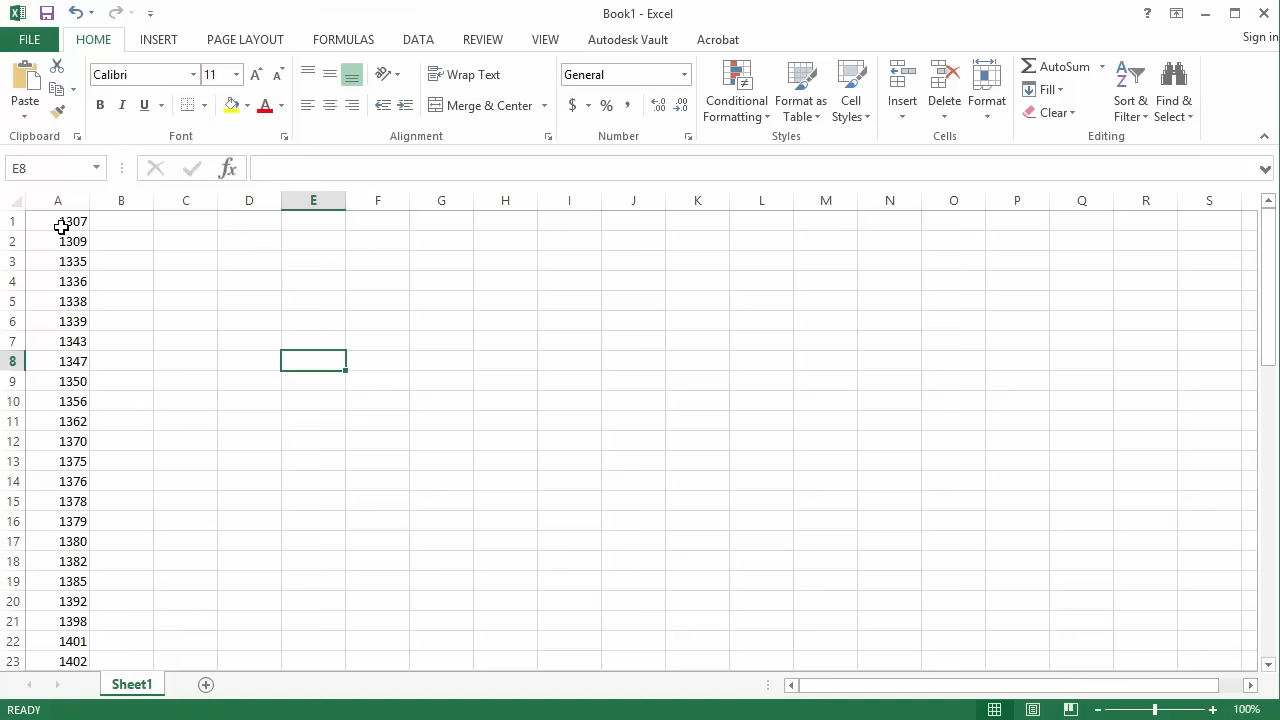 Book1 - Excel
?
Sign in
FILE HOME INSERT PAGE LAYOUT FORMULAS DATA REVIEW VIEW Autodesk Vault Acrobat
Paste
Clipboard
Calibri 11
B I U
Font
Wrap Text
Merge & Center
Alignment
General
$ % ,
Number
Conditional Formatting
Format as Table
Cell Styles
Styles
Insert Delete Format
Cells
AutoSum
Fill
Clear
Sort & Filter
Find & Select
Editing
E8 fx
A B C D E F G H I J K L M N O P Q R S
1 1307
2 1309
3 1335
4 1336
5 1338
6 1339
7 1343
8 1347
9 1350
10 1356
11 1362
12 1370
13 1375
14 1376
15 1378
16 1379
17 1380
18 1382
19 1385
20 1392
21 1398
22 1401
23 1402
Sheet1
READY
100%